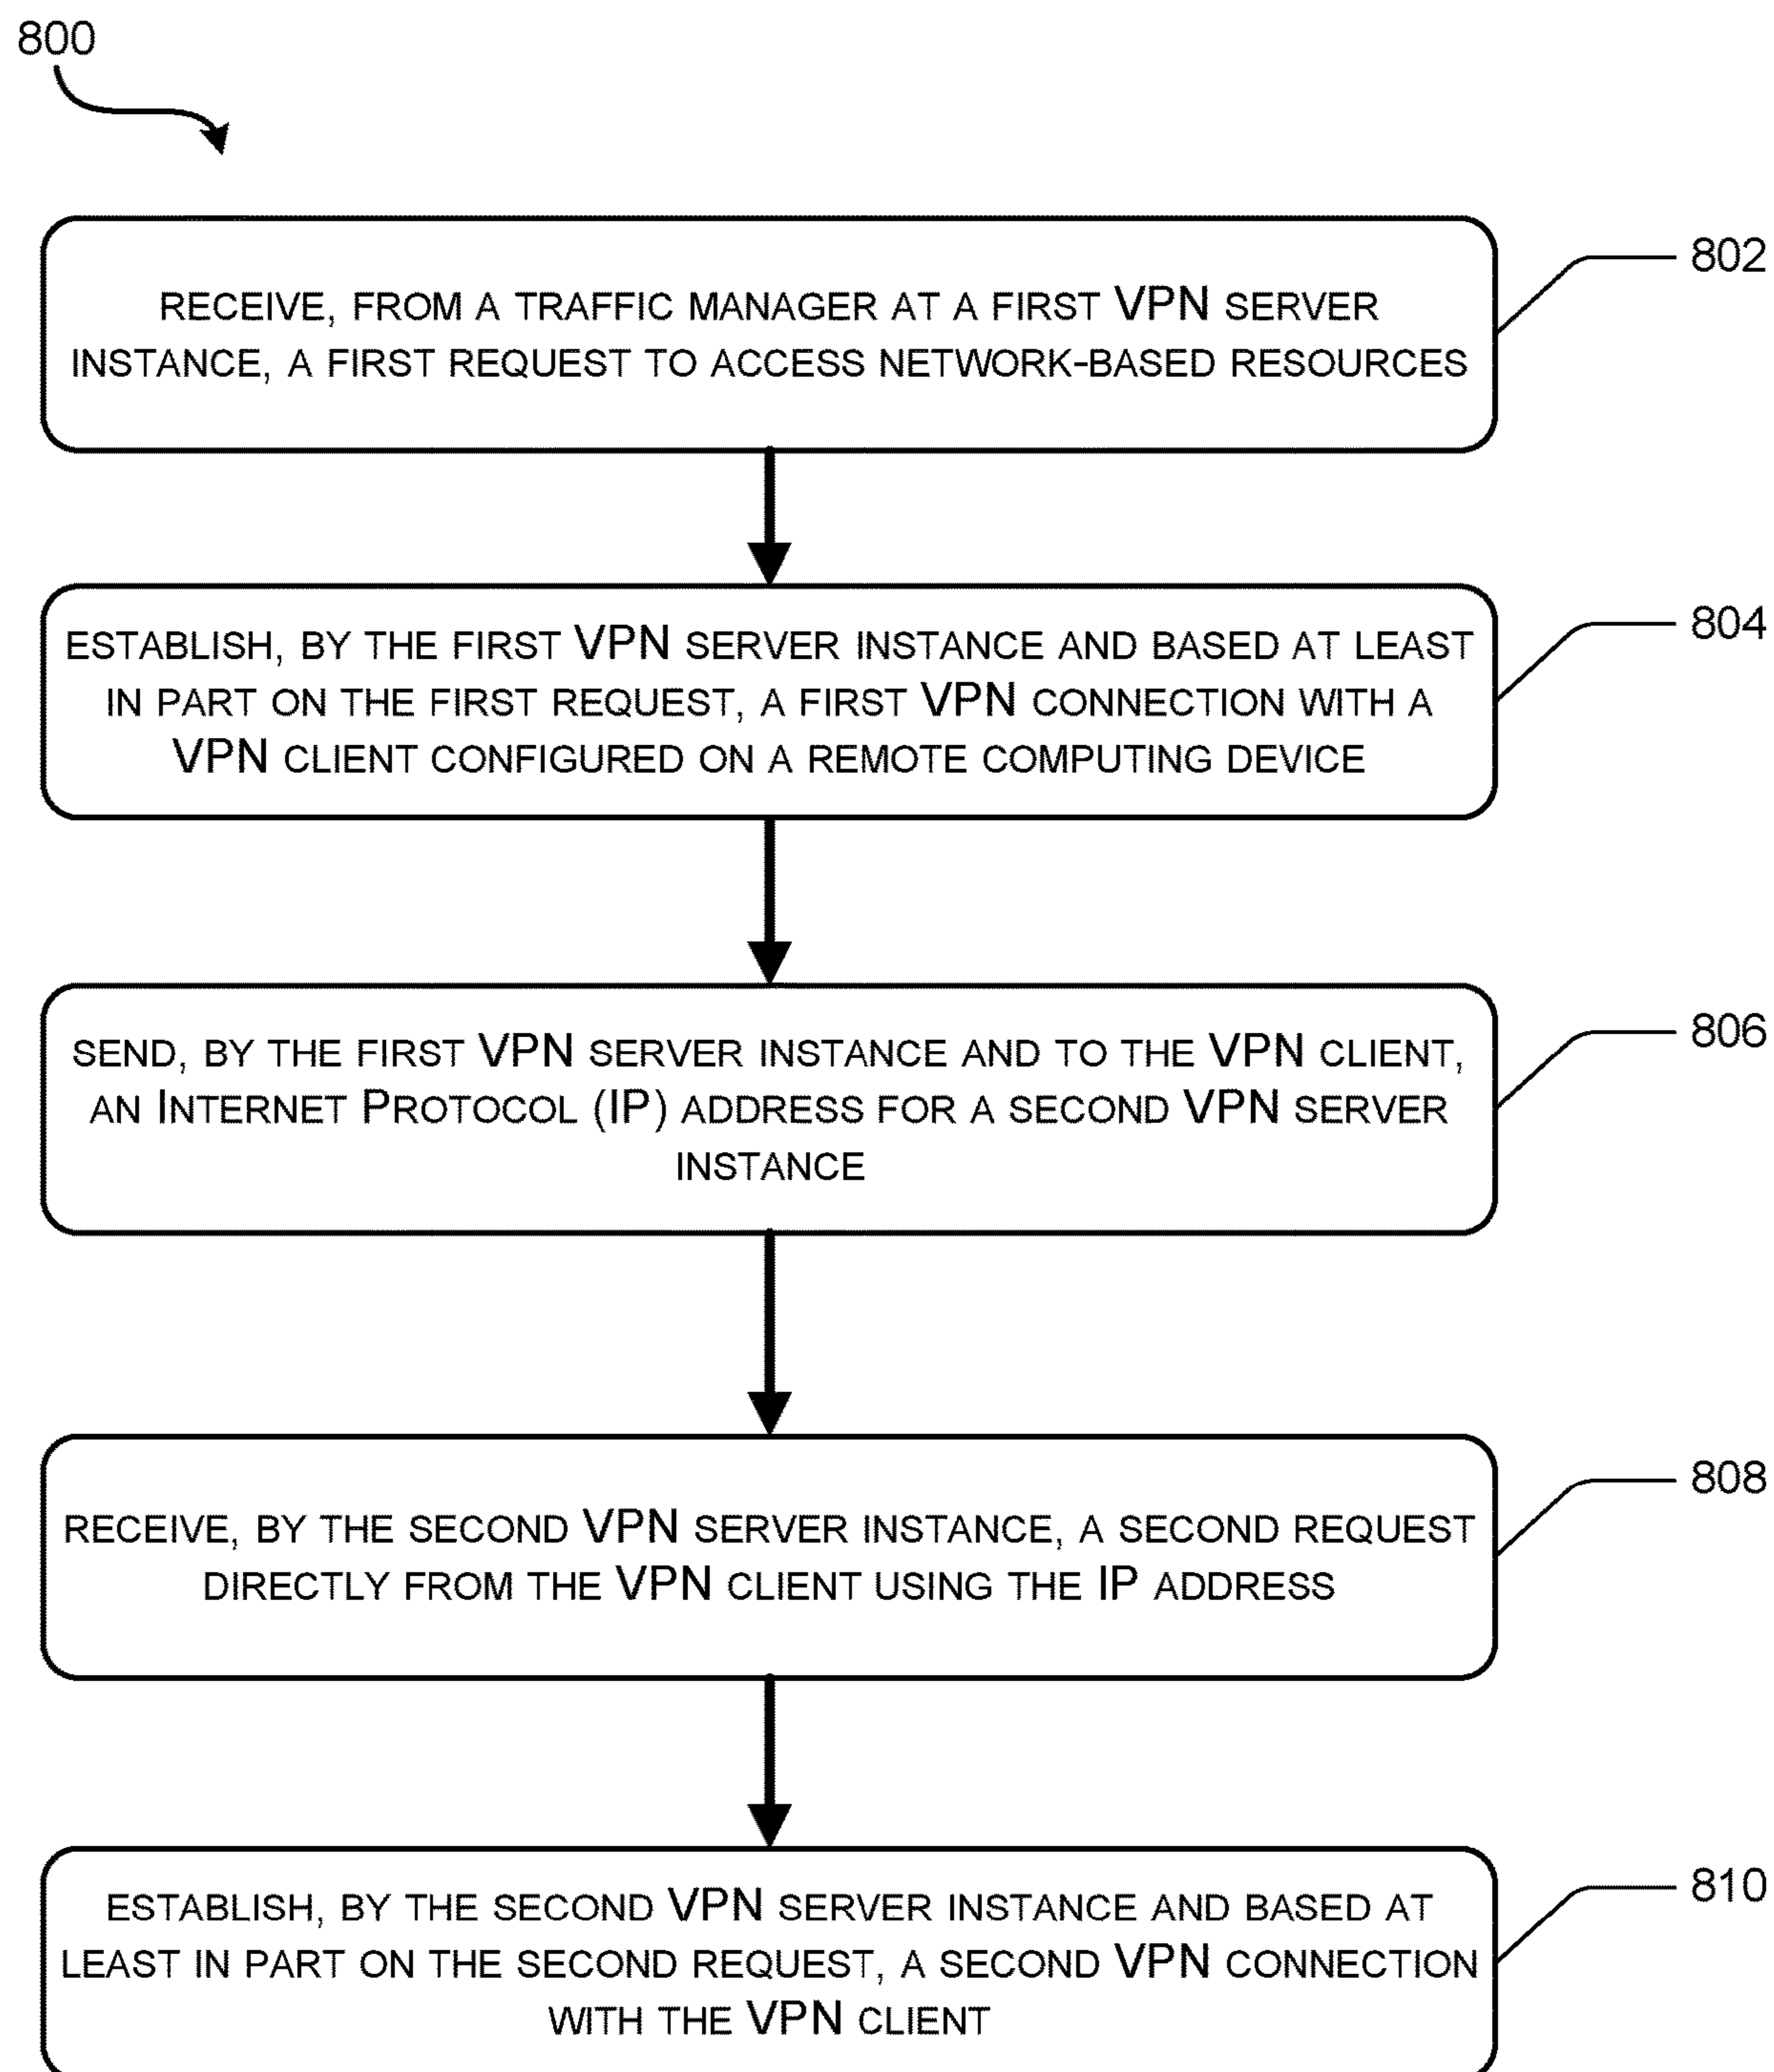 800
RECEIVE, FROM A TRAFFIC MANAGER AT A FIRST VPN SERVER
INSTANCE, A FIRST REQUEST TO ACCESS NETWORK-BASED RESOURCES
802
ESTABLISH, BY THE FIRST VPN SERVER INSTANCE AND BASED AT LEAST
IN PART ON THE FIRST REQUEST, A FIRST VPN CONNECTION WITH A
VPN CLIENT CONFIGURED ON A REMOTE COMPUTING DEVICE
804
SEND, BY THE FIRST VPN SERVER INSTANCE AND TO THE VPN CLIENT,
AN INTERNET PROTOCOL (IP) ADDRESS FOR A SECOND VPN SERVER
INSTANCE
806
RECEIVE, BY THE SECOND VPN SERVER INSTANCE, A SECOND REQUEST
DIRECTLY FROM THE VPN CLIENT USING THE IP ADDRESS
808
ESTABLISH, BY THE SECOND VPN SERVER INSTANCE AND BASED AT
LEAST IN PART ON THE SECOND REQUEST, A SECOND VPN CONNECTION
WITH THE VPN CLIENT
810